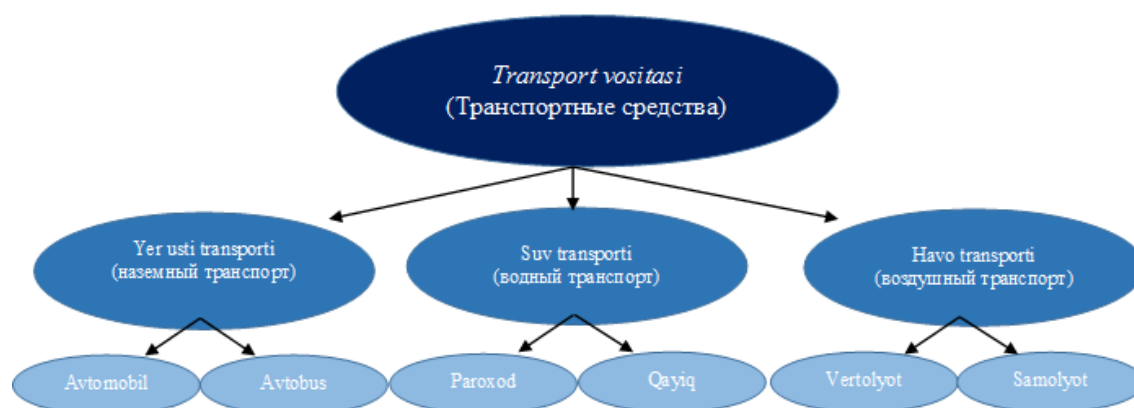 Transport vositasi
(Транспортные средства)
Yer usti transporti
(наземный транспорт)
Suv transporti
(водный транспорт)
Havo transporti
(воздушный транспорт)
Avtomobil
Avtobus
Paroxod
Qayiq
Vertolyot
Samolyot